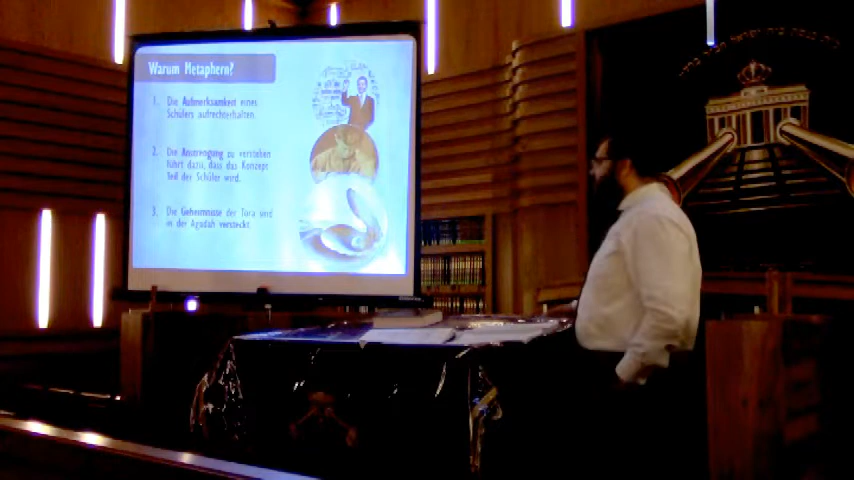 Warum Metaphern?
1. Die Aufmerksamkeit eines
Schülers aufrechterhalten.
2. Die Anstrengung zu verstehen
führt dazu, dass das Konzept
Teil der Schüler wird.
3. Die Geheimnisse der Tora sind
in der Agadah versteckt